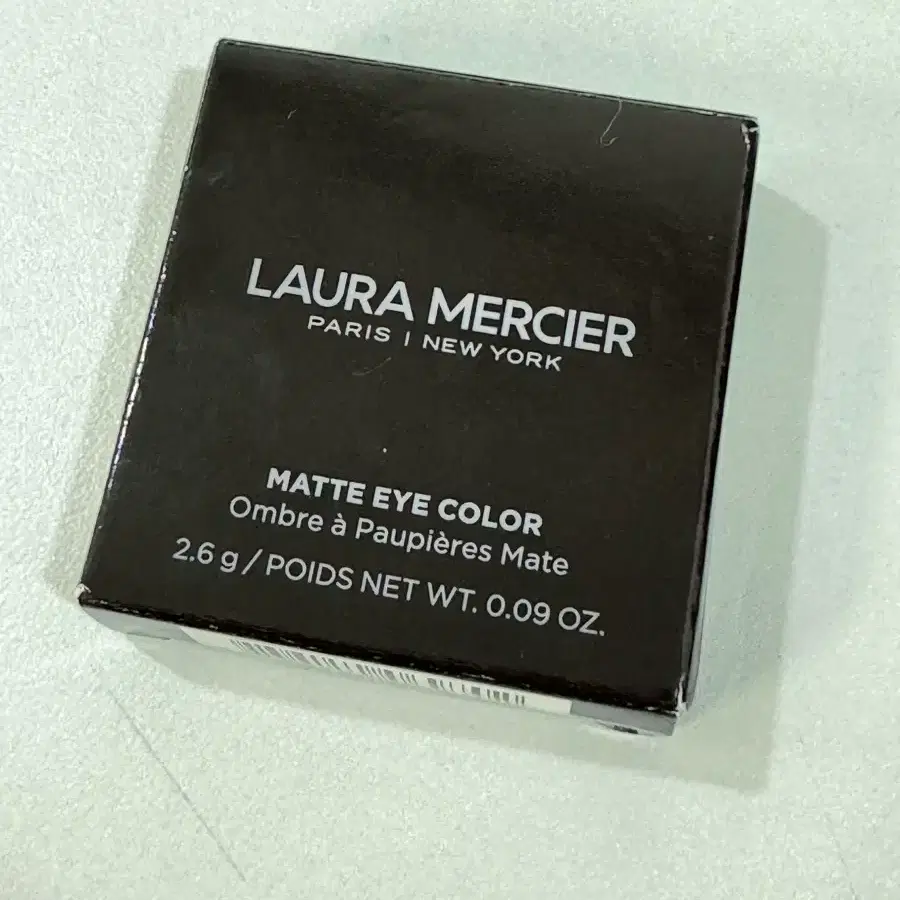 LAURA MERCIER
PARIS | NEW YORK
MATTE EYE COLOR
Ombre à Paupières Mate
2.6 g / POIDS NET WT. 0.09 OZ.